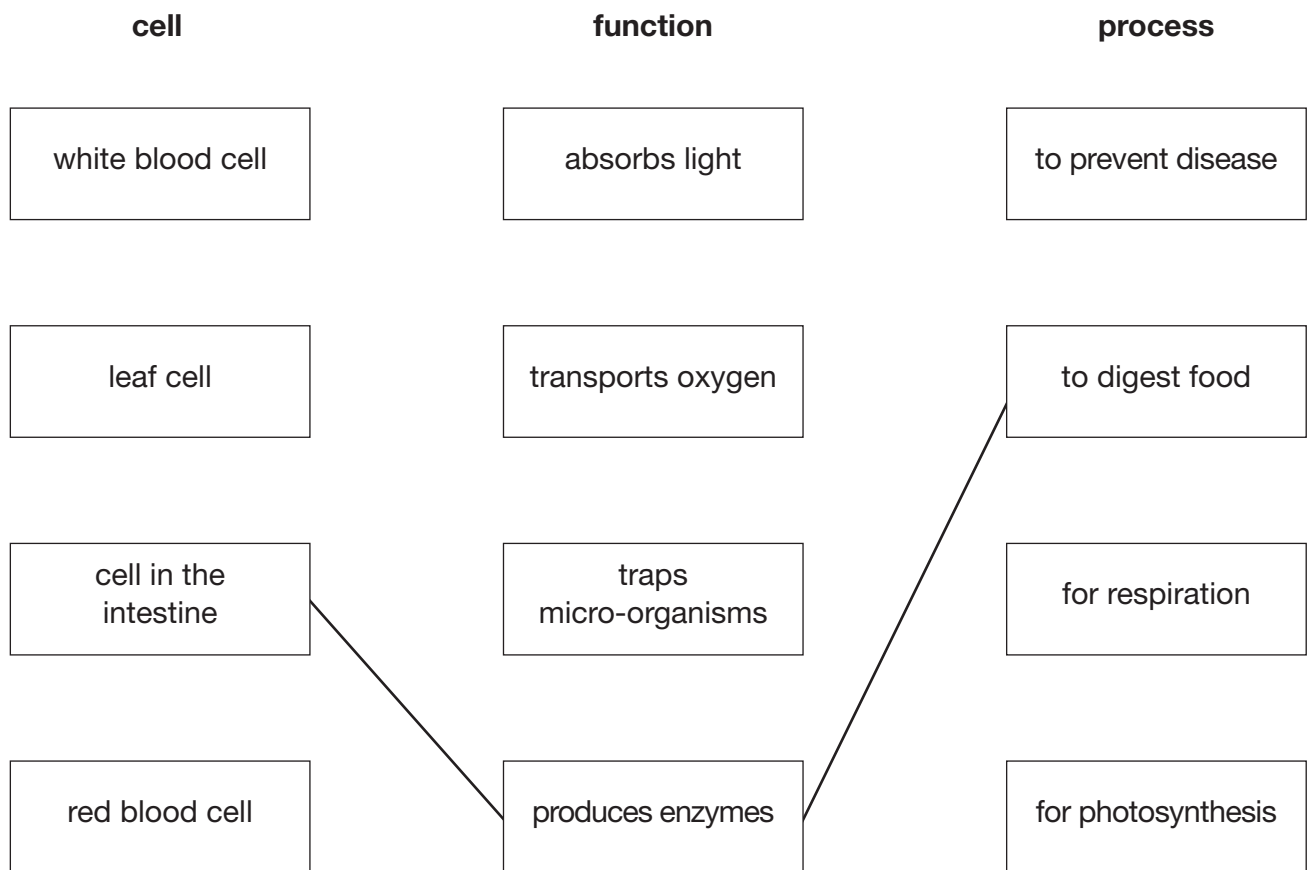 cell function process
white blood cell absorbs light to prevent disease
leaf cell transports oxygen to digest food
cell in the
intestine
traps
micro-organisms
for respiration
red blood cell produces enzymes for photosynthesis